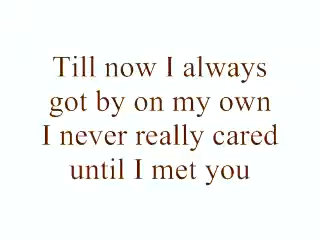 Till now I always
got by on my own
I never really cared
until I met you